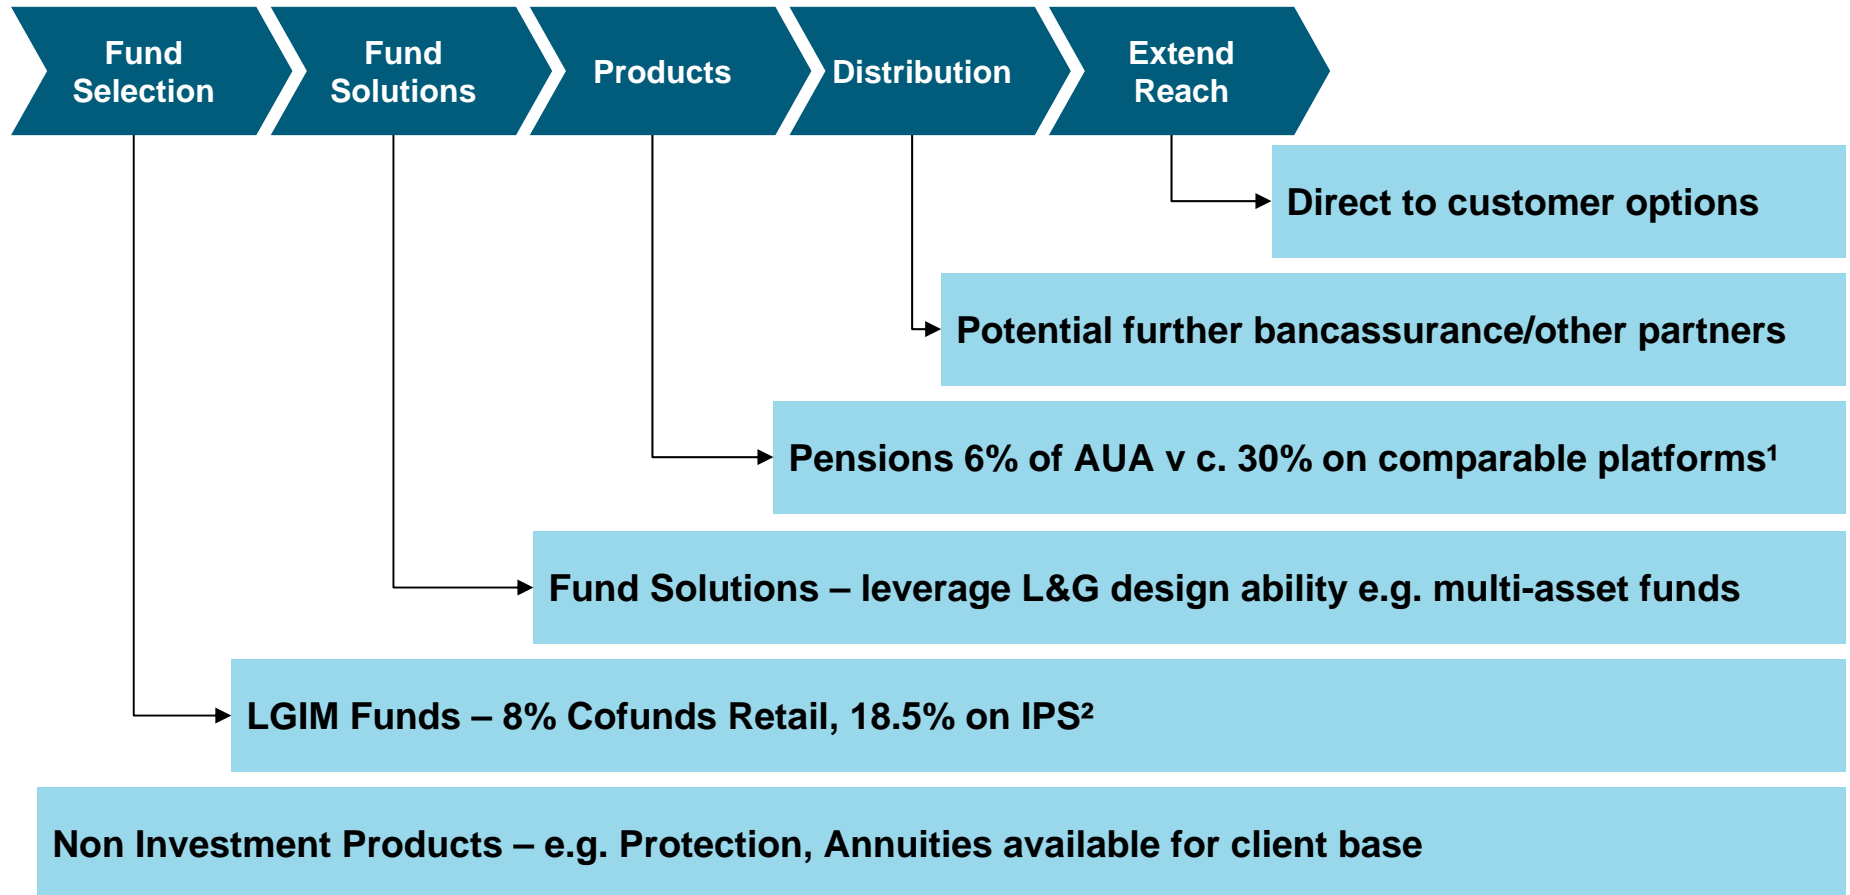 Fund
Selection
Fund
Solutions
Products
Distribution
Extend
Reach
Direct to customer options
Potential further bancassurance/other partners
Pensions 6% of AUA v c. 30% on comparable platforms¹
Fund Solutions – leverage L&G design ability e.g. multi-asset funds
LGIM Funds – 8% Cofunds Retail, 18.5% on IPS²
Non Investment Products – e.g. Protection, Annuities available for client base